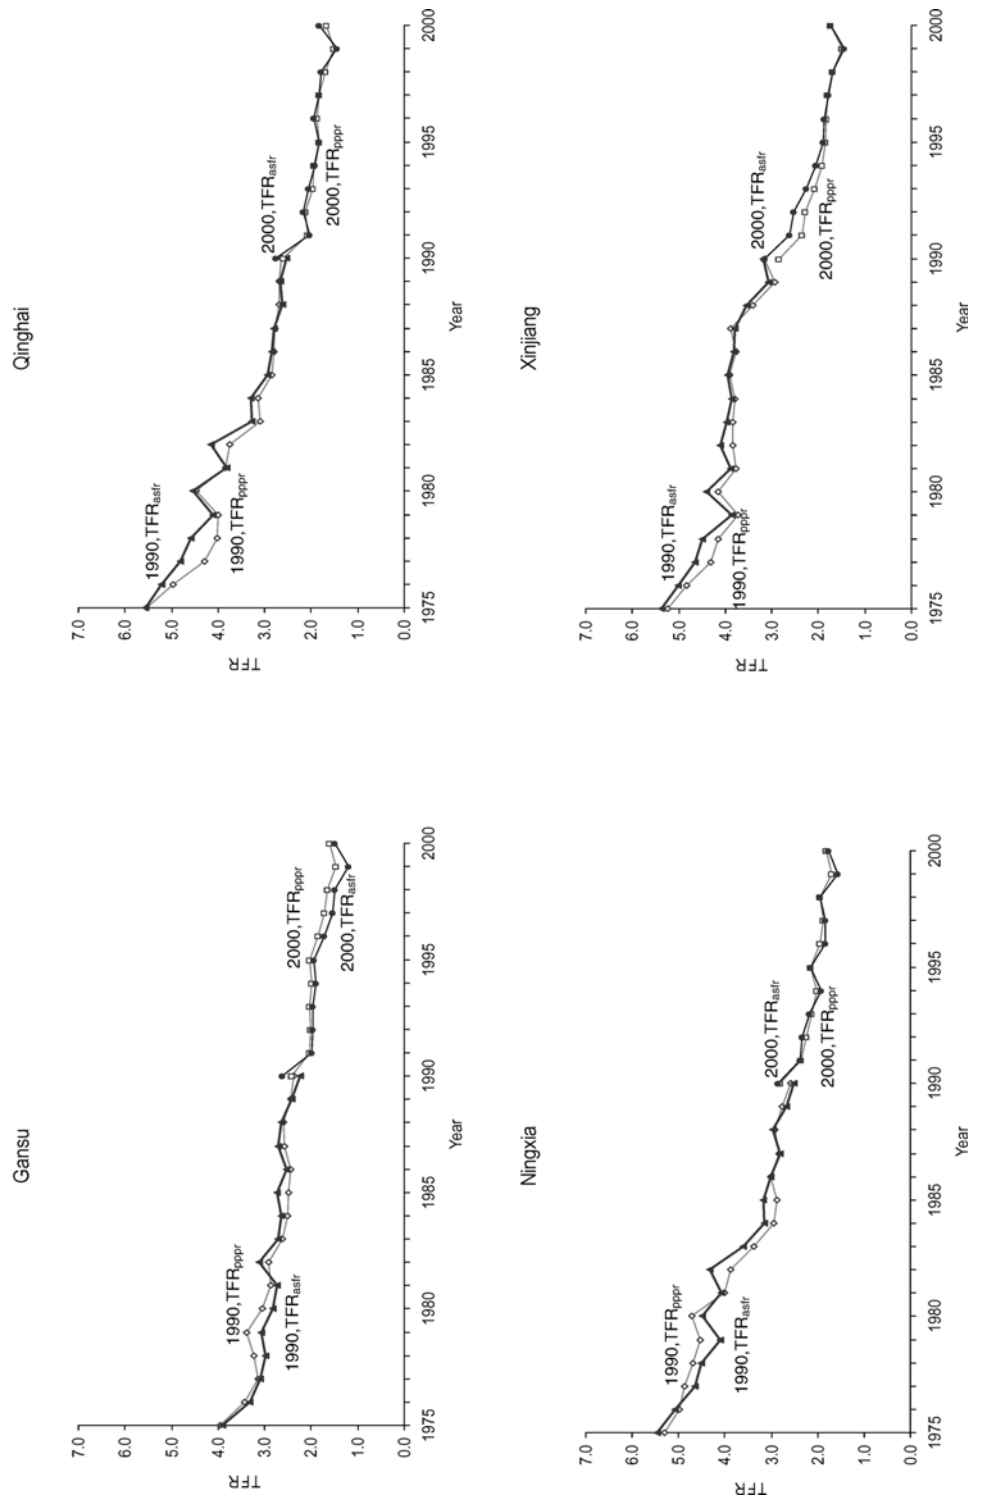 Gansu
7.0
6.0
5.0
4.0
3.0
2.0
1.0
0.0
TFR
1990,TFRpppr
1990,TFRasfr
2000,TFRpppr
2000,TFRasfr
1975 1980 1985 1990 1995 2000
Year
Qinghai
7.0
6.0
5.0
4.0
3.0
2.0
1.0
0.0
TFR
1990,TFRasfr
1990,TFRpppr
2000,TFRasfr
2000,TFRpppr
1975 1980 1985 1990 1995 2000
Year
Ningxia
7.0
6.0
5.0
4.0
3.0
2.0
1.0
0.0
TFR
1990,TFRpppr
1990,TFRasfr
2000,TFRasfr
2000,TFRpppr
1975 1980 1985 1990 1995 2000
Year
Xinjiang
7.0
6.0
5.0
4.0
3.0
2.0
1.0
0.0
TFR
1990,TFRasfr
1990,TFRpppr
2000,TFRasfr
2000,TFRpppr
1975 1980 1985 1990 1995 2000
Year